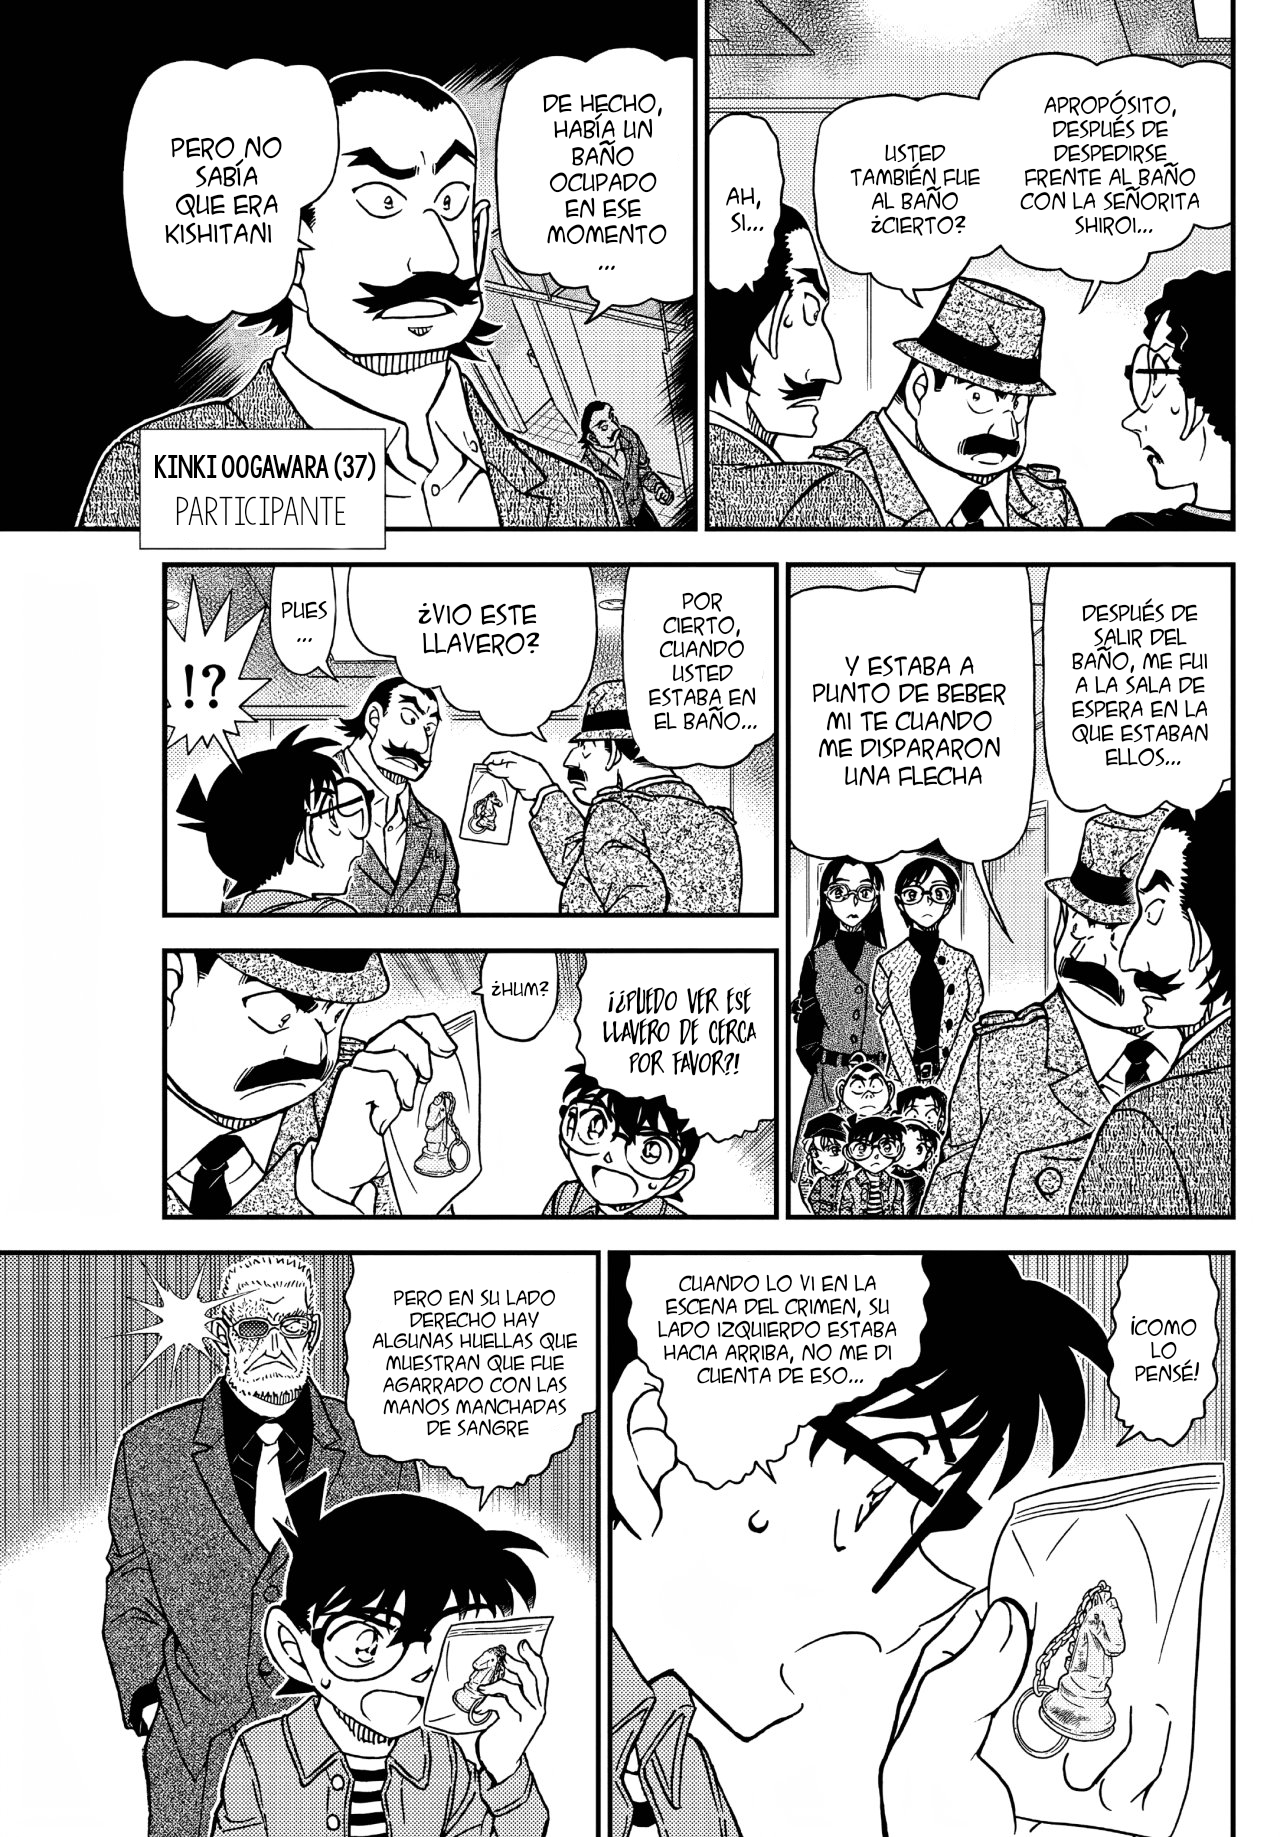 APROPÓSITO,
DESPUÉS DE
DESPEDIRSE
FRENTE AL BAÑO
CON LA SEÑORITA
SHIROI...
USTED
TAMBIÉN FUE
AL BAÑO
¿CIERTO?
AH,
SI...
DE HECHO,
HABÍA UN
BAÑO
OCUPADO
EN ESE
MOMENTO
...
PERO NO
SABÍA
QUE ERA
KISHITANI
KINKI OOGAWARA (37)
PARTICIPANTE
DESPUÉS DE
SALIR DEL
BAÑO, ME FUI
A LA SALA DE
ESPERA EN LA
QUE ESTABAN
ELLOS...
Y ESTABA A
PUNTO DE BEBER
MI TE CUANDO
ME DISPARARON
UNA FLECHA
POR
CIERTO,
CUANDO
USTED
ESTABA EN
EL BAÑO...
¿VIO ESTE
LLAVERO?
PUES
...
!?
¡¿PUEDO VER ESE
LLAVERO DE CERCA
POR FAVOR?!
¿HUM?
¡COMO
LO
PENSÉ!
CUANDO LO VI EN LA
ESCENA DEL CRIMEN, SU
LADO IZQUIERDO ESTABA
HACIA ARRIBA, NO ME DI
CUENTA DE ESO...
PERO EN SU LADO
DERECHO HAY
ALGUNAS HUELLAS QUE
MUESTRAN QUE FUE
AGARRADO CON LAS
MANOS MANCHADAS
DE SANGRE